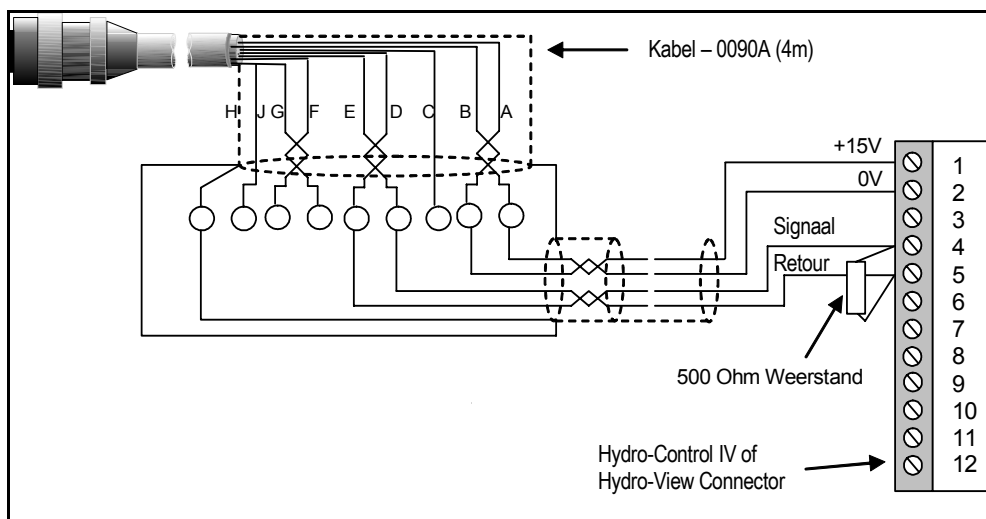 Kabel – 0090A (4m)
H J G F E D C B A
+15V
0V
Signaal
Retour
1
2
3
4
5
6
7
8
9
10
11
12
500 Ohm Weerstand
Hydro-Control IV of
Hydro-View Connector